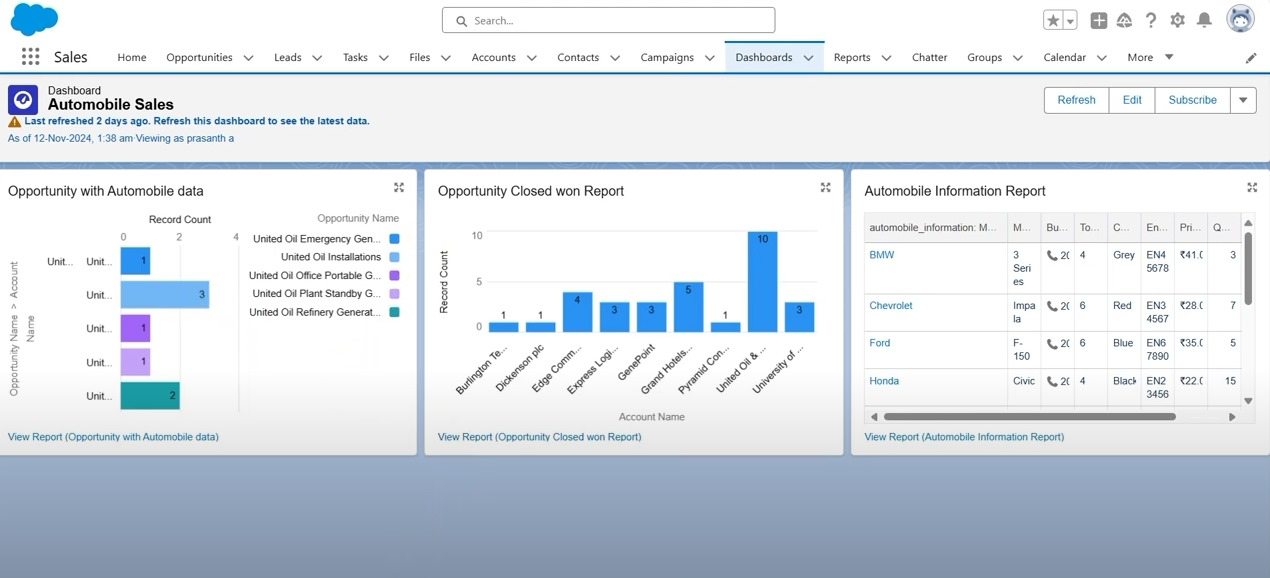 Search...
Sales Home Opportunities Leads Tasks Files Accounts Contacts Campaigns Dashboards Reports Chatter Groups Calendar More
Dashboard
Automobile Sales
Last refreshed 2 days ago. Refresh this dashboard to see the latest data.
As of 12-Nov-2024, 1:38 am·Viewing as prasanth a
Refresh Edit Subscribe
Opportunity with Automobile data
Record Count
0 2 4
Opportunity Name > Account Name
Unit... Unit... 1
Unit... 3
Unit... 1
Unit... 1
Unit... 2
Opportunity Name
United Oil Emergency Gen...
United Oil Installations
United Oil Office Portable G...
United Oil Plant Standby G...
United Oil Refinery Generat...
View Report (Opportunity with Automobile data)
Opportunity Closed won Report
Record Count
10
5
0
1 1 4 3 3 5 1 10 3
Burlington Te... Dickenson plc Edge Comm... Express Logi... GenePoint Grand Hotels... Pyramid Con... United Oil & ... University of ...
Account Name
View Report (Opportunity Closed won Report)
Automobile Information Report
automobile_information: M... M... Bu... To... C... En... Pri... Q...
BMW 3 Seri es 20 4 Grey EN4 5678 ₹41.0 3
Chevrolet Impa la 20 6 Red EN3 4567 ₹28.0 7
Ford F-150 20 6 Blue EN6 7890 ₹35.0 5
Honda Civic 20 4 Black EN2 3456 ₹22.0 15
View Report (Automobile Information Report)